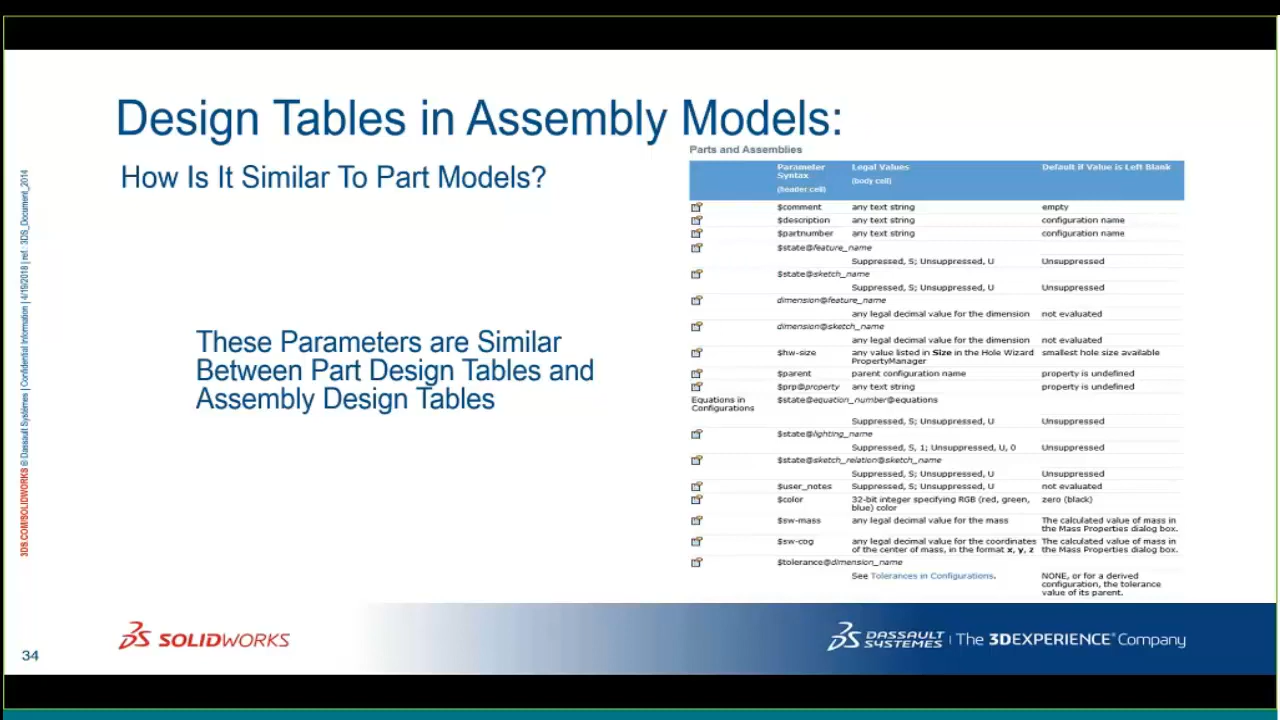 Design Tables in Assembly Models:
How Is It Similar To Part Models?
These Parameters are Similar
Between Part Design Tables and
Assembly Design Tables
Parts and Assemblies
Parameter Syntax (header cell) Legal Values (body cell) Default if Value is Left Blank
$comment any text string empty
$description any text string configuration name
$partnumber any text string configuration name
$state@feature_name
Suppressed, S; Unsuppressed, U Unsuppressed
$state@sketch_name
Suppressed, S; Unsuppressed, U Unsuppressed
dimension@feature_name
any legal decimal value for the dimension not evaluated
dimension@sketch_name
any legal decimal value for the dimension not evaluated
$hw-size any value listed in Size in the Hole Wizard PropertyManager smallest hole size available
$parent parent configuration name property is undefined
$prp@property any text string property is undefined
Equations in Configurations $state@equation_number@equations
Suppressed, S; Unsuppressed, U Unsuppressed
$state@lighting_name
Suppressed, S, 1; Unsuppressed, U, 0 Unsuppressed
$state@sketch_relation@sketch_name
Suppressed, S; Unsuppressed, U Unsuppressed
$user_notes Suppressed, S; Unsuppressed, U not evaluated
$color 32-bit integer specifying RGB (red, green, blue) color zero (black)
$sw-mass any legal decimal value for the mass The calculated value of mass in the Mass Properties dialog box.
$sw-cog any legal decimal value for the coordinates of the center of mass, in the format x, y, z The calculated value of mass in the Mass Properties dialog box.
$tolerance@dimension_name
See Tolerances in Configurations. NONE, or for a derived configuration, the tolerance value of its parent.
3DS.COM/SOLIDWORKS © Dassault Systèmes | Confidential Information | 4/19/2018 | ref.: 3DS_Document_2014
34
SOLIDWORKS
DASSAULT SYSTEMES | The 3DEXPERIENCE® Company